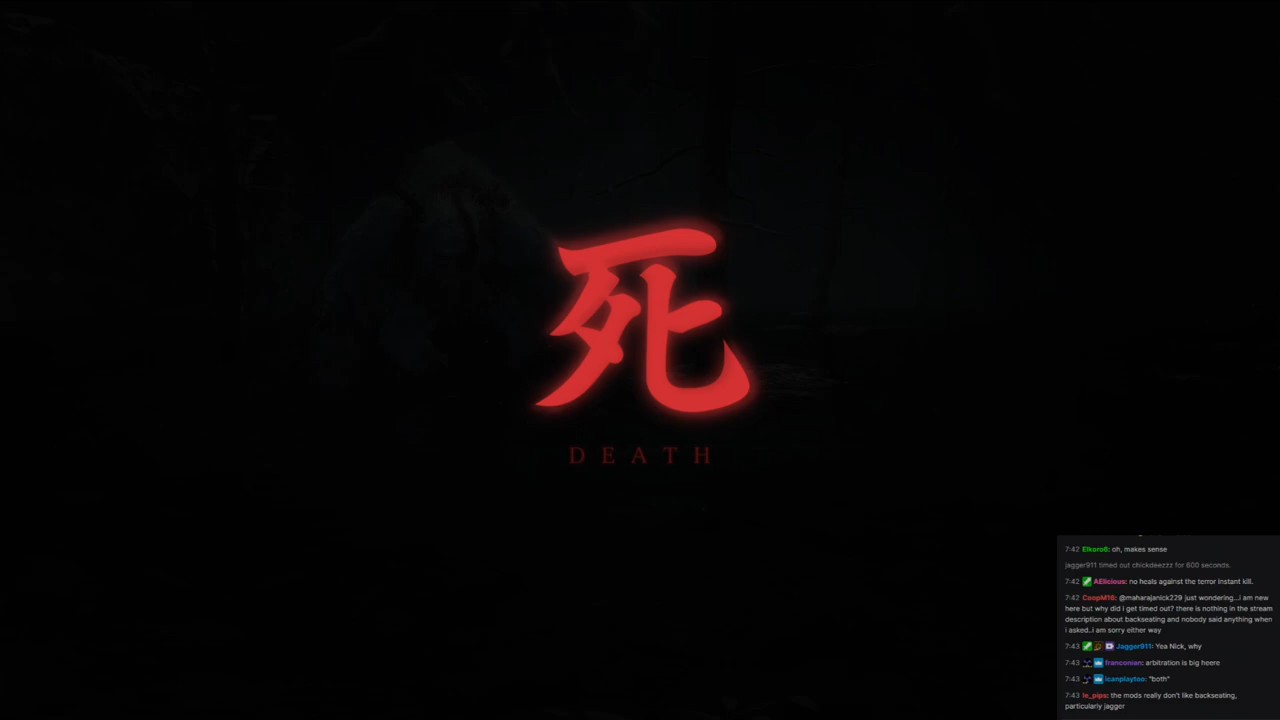 死
DEATH
7:42 Elkoro6: oh, makes sense
jagger911 timed out chickdeezzz for 600 seconds.
7:42 AElicious: no heals against the terror instant kill.
7:42 CoopM16: @maharajanick229 just wondering...i am new
here but why did i get timed out? there is nothing in the stream
description about backseating and nobody said anything when
i asked..i am sorry either way
7:43 Jagger911: Yea Nick, why
7:43 franconian: arbitration is big heere
7:43 icanplaytoo: "both"
7:43 le_pips: the mods really don't like backseating,
particularly jagger